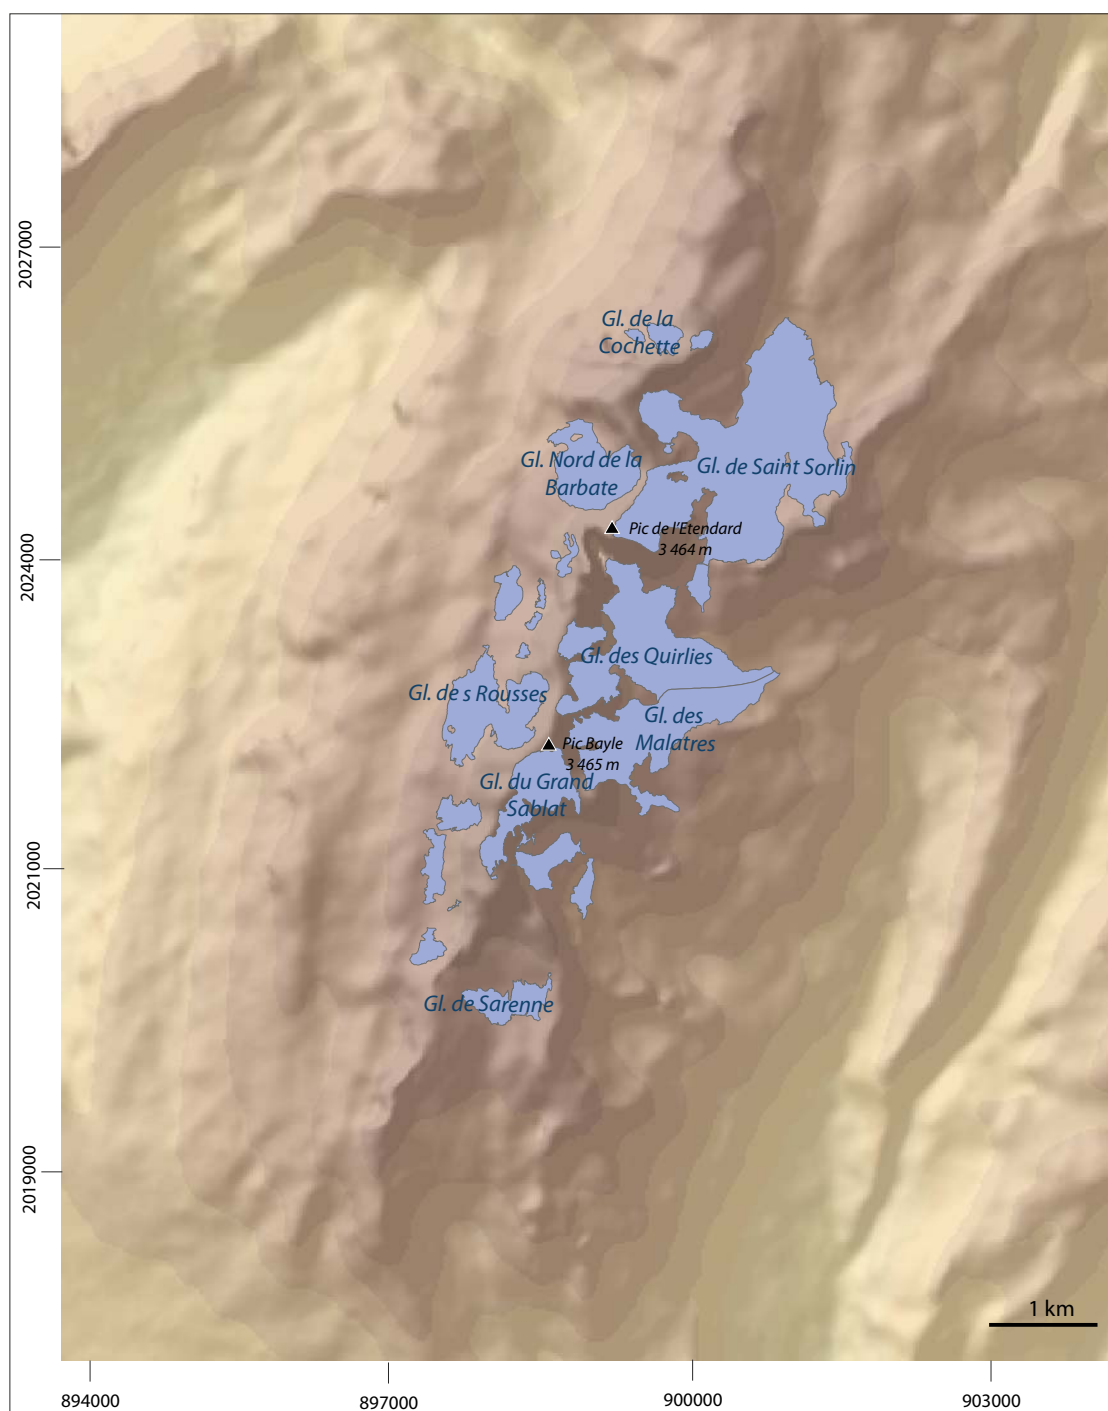 2027000
Gl. de la
Cochette
Gl. Nord de la
Barbate
Gl. de Saint Sorlin
Pic de l'Etendard
3 464 m
2024000
Gl. des Quirlies
Gl. de s Rousses
Gl. des
Malatres
Pic Bayle
3 465 m
Gl. du Grand
Sablat
2021000
Gl. de Sarenne
2019000
1 km
894000
897000
900000
903000